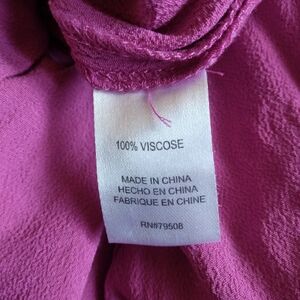 100% VISCOSE
MADE IN CHINA
HECHO EN CHINA
FABRIQUE EN CHINE
RN#79508